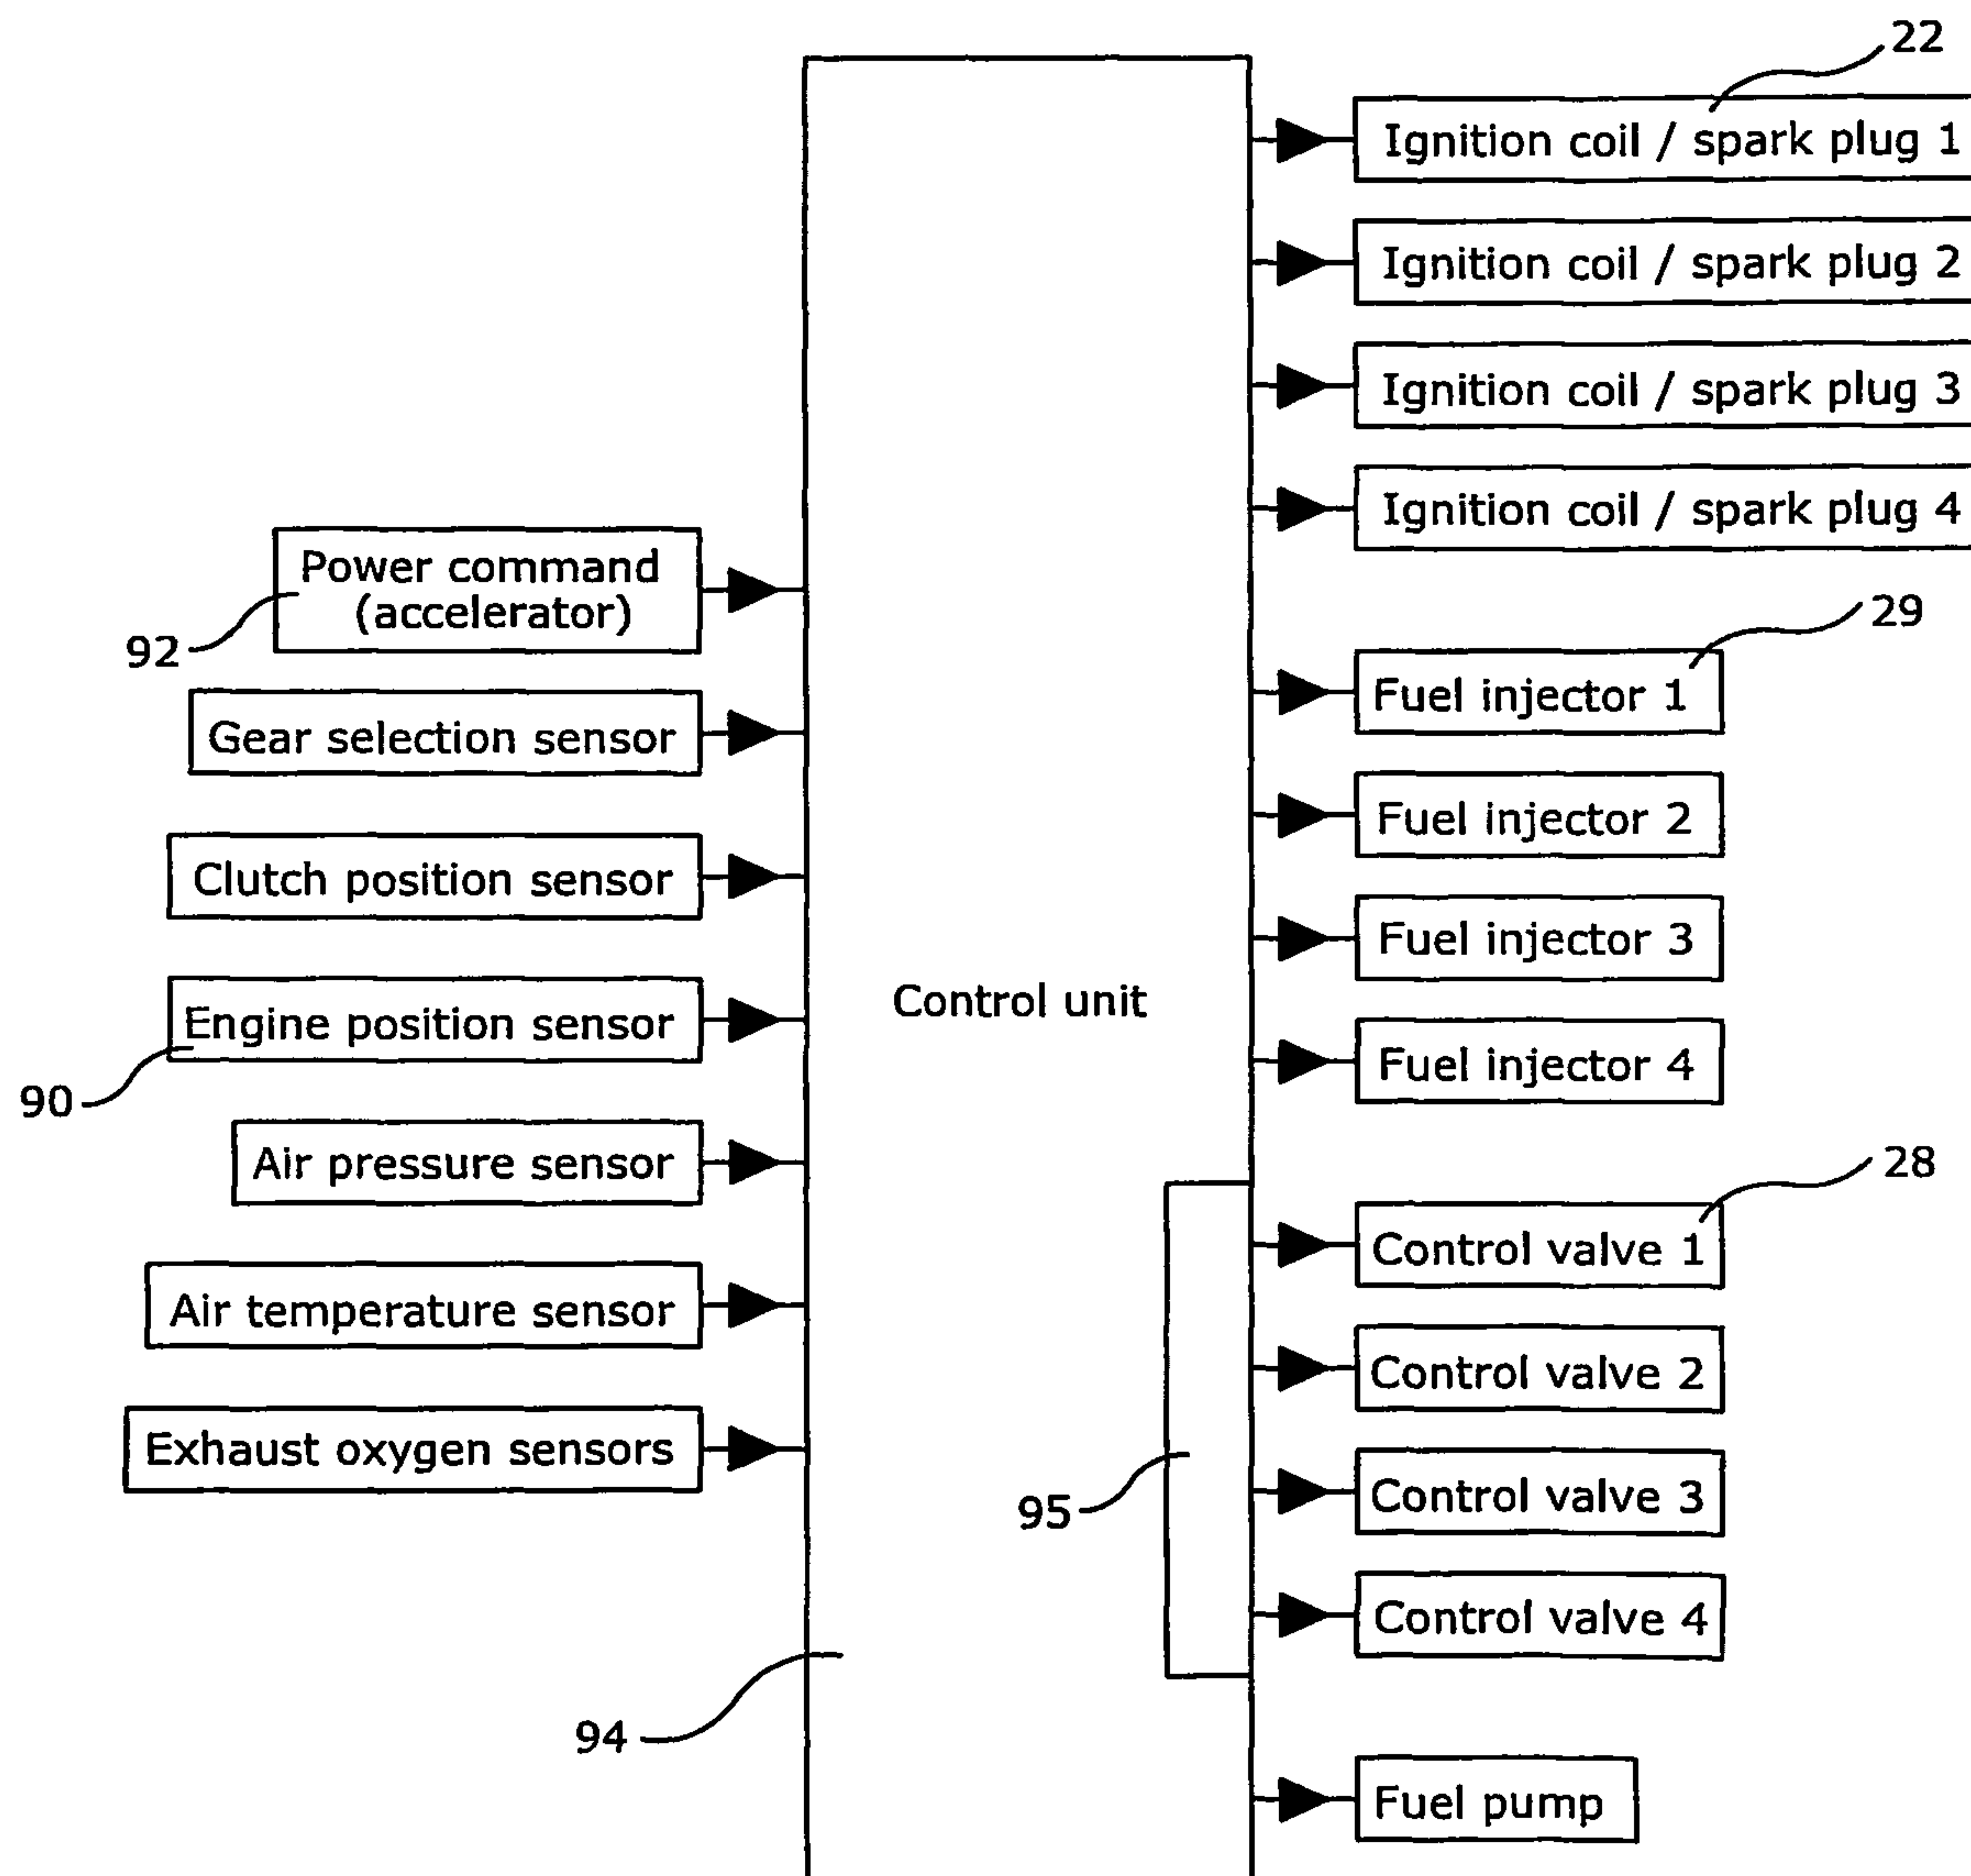 22
Ignition coil / spark plug 1
Ignition coil / spark plug 2
Ignition coil / spark plug 3
Ignition coil / spark plug 4
Power command
(accelerator)
92
Gear selection sensor
Clutch position sensor
Engine position sensor
90
Air pressure sensor
Air temperature sensor
Exhaust oxygen sensors
Control unit
94
95
29
Fuel injector 1
Fuel injector 2
Fuel injector 3
Fuel injector 4
28
Control valve 1
Control valve 2
Control valve 3
Control valve 4
Fuel pump